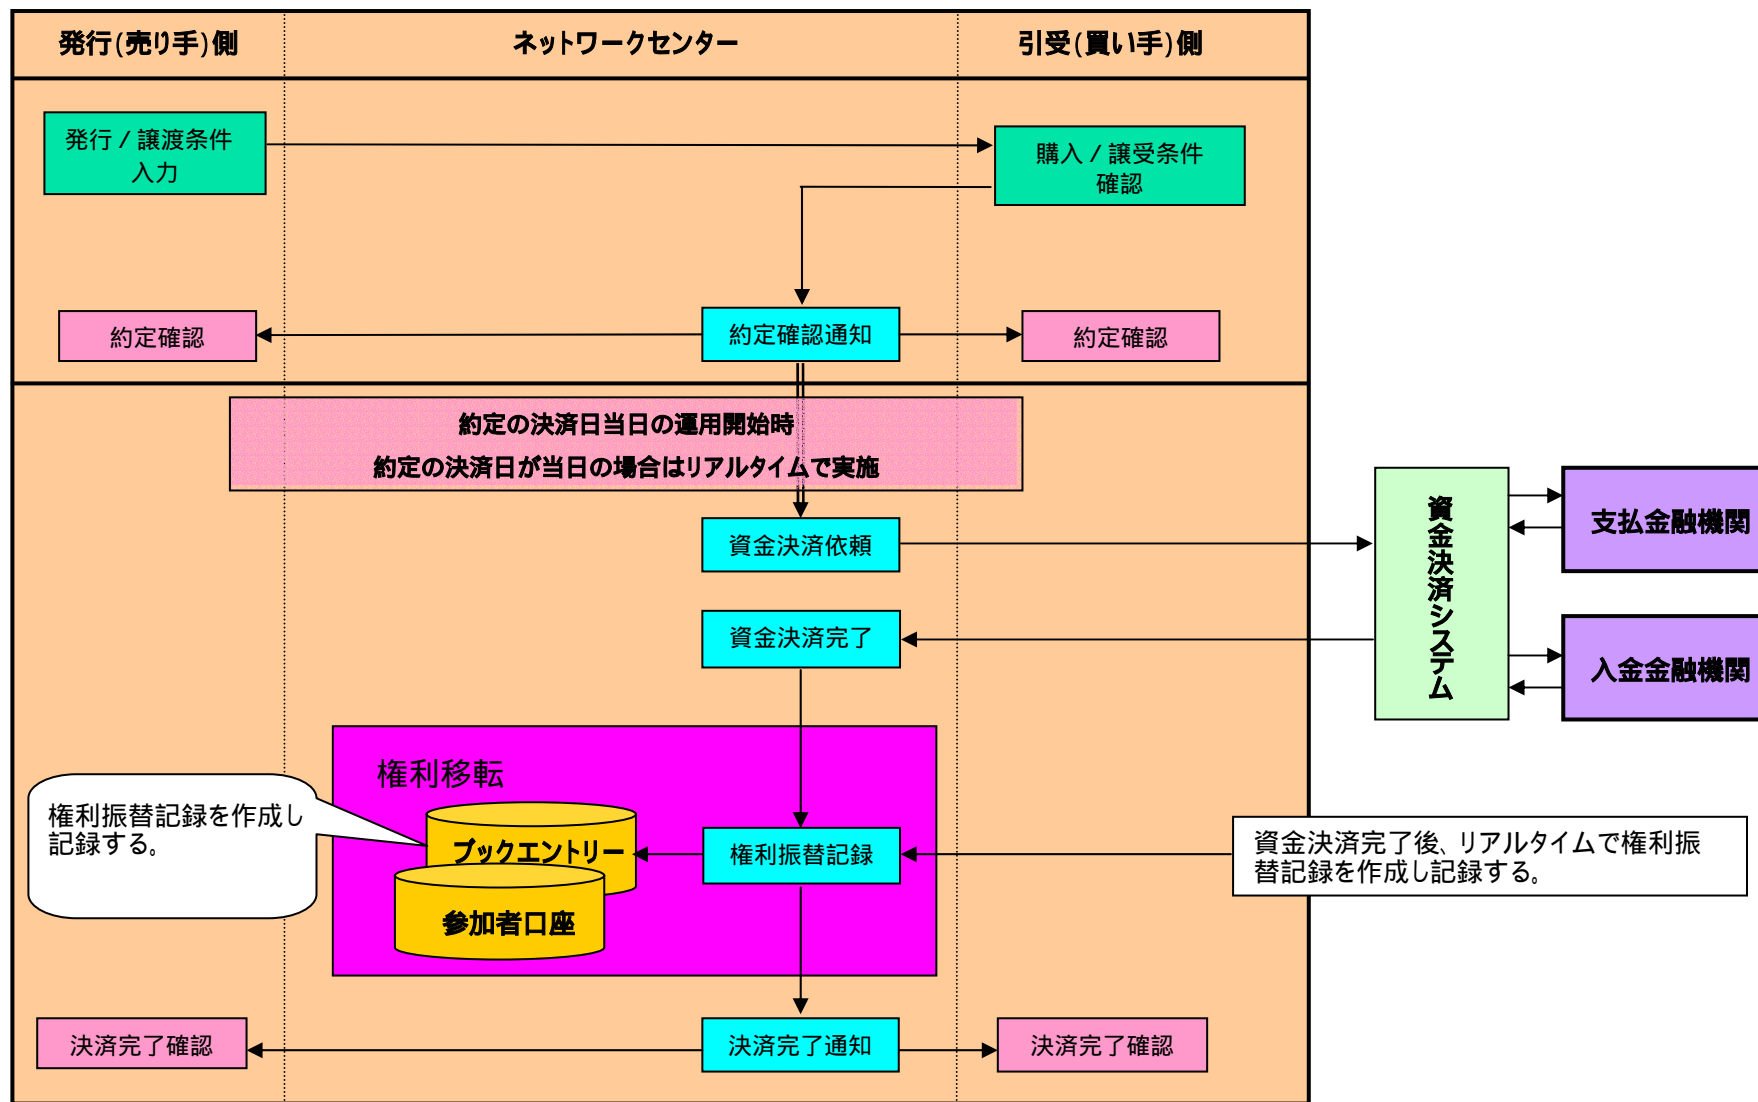 発行(売り手)側
ネットワークセンター
引受(買い手)側
発行／譲渡条件
入力
購入／譲受条件
確認
約定確認
約定確認通知
約定確認
約定の決済日当日の運用開始時
約定の決済日が当日の場合はリアルタイムで実施
資金決済依頼
資金決済システム
支払金融機関
資金決済完了
入金金融機関
権利移転
権利振替記録を作成し
記録する。
ブックエントリー
参加者口座
権利振替記録
資金決済完了後、リアルタイムで権利振
替記録を作成し記録する。
決済完了確認
決済完了通知
決済完了確認